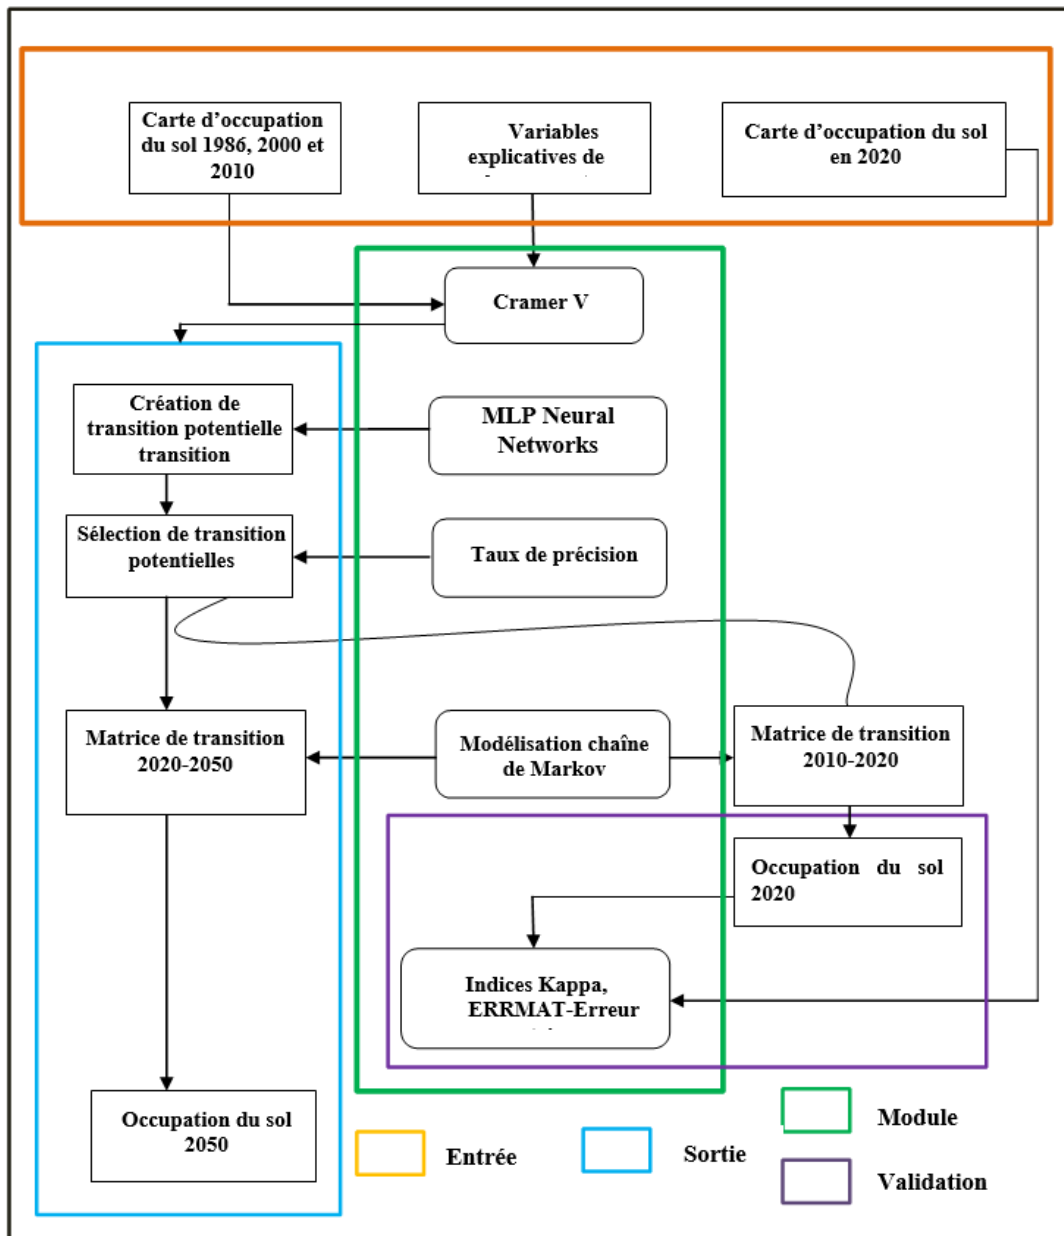 Carte d'occupation
du sol 1986, 2000 et
2010
Variables
explicatives de
Carte d'occupation du sol
en 2020
Cramer V
Création de
transition potentielle
transition
MLP Neural
Networks
Sélection de transition
potentielles
Taux de précision
Matrice de transition
2020-2050
Modélisation chaîne
de Markov
Matrice de transition
2010-2020
Occupation du sol
2020
Indices Kappa,
ERRMAT-Erreur
Occupation du sol
2050
Entrée
Sortie
Module
Validation